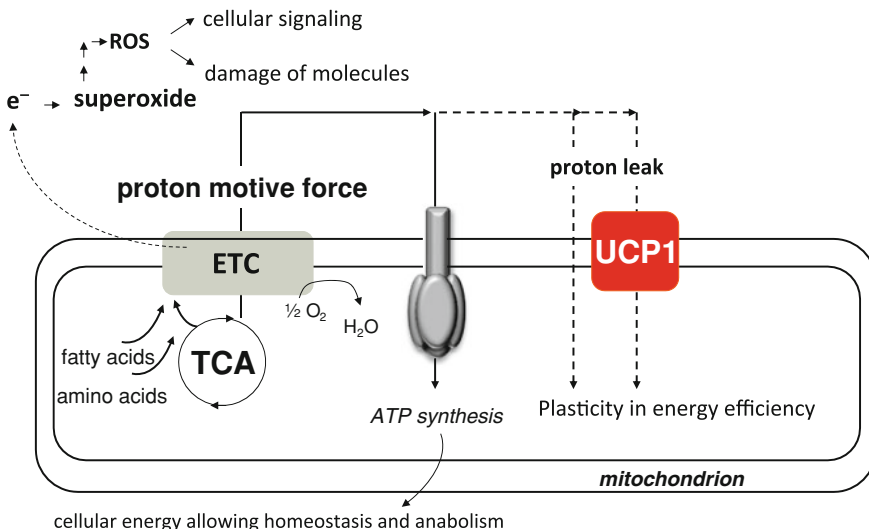 cellular signaling
ROS
damage of molecules
e⁻
superoxide
proton leak
proton motive force
UCP1
ETC
½ O₂
H₂O
fatty acids
TCA
amino acids
ATP synthesis
Plasticity in energy efficiency
mitochondrion
cellular energy allowing homeostasis and anabolism